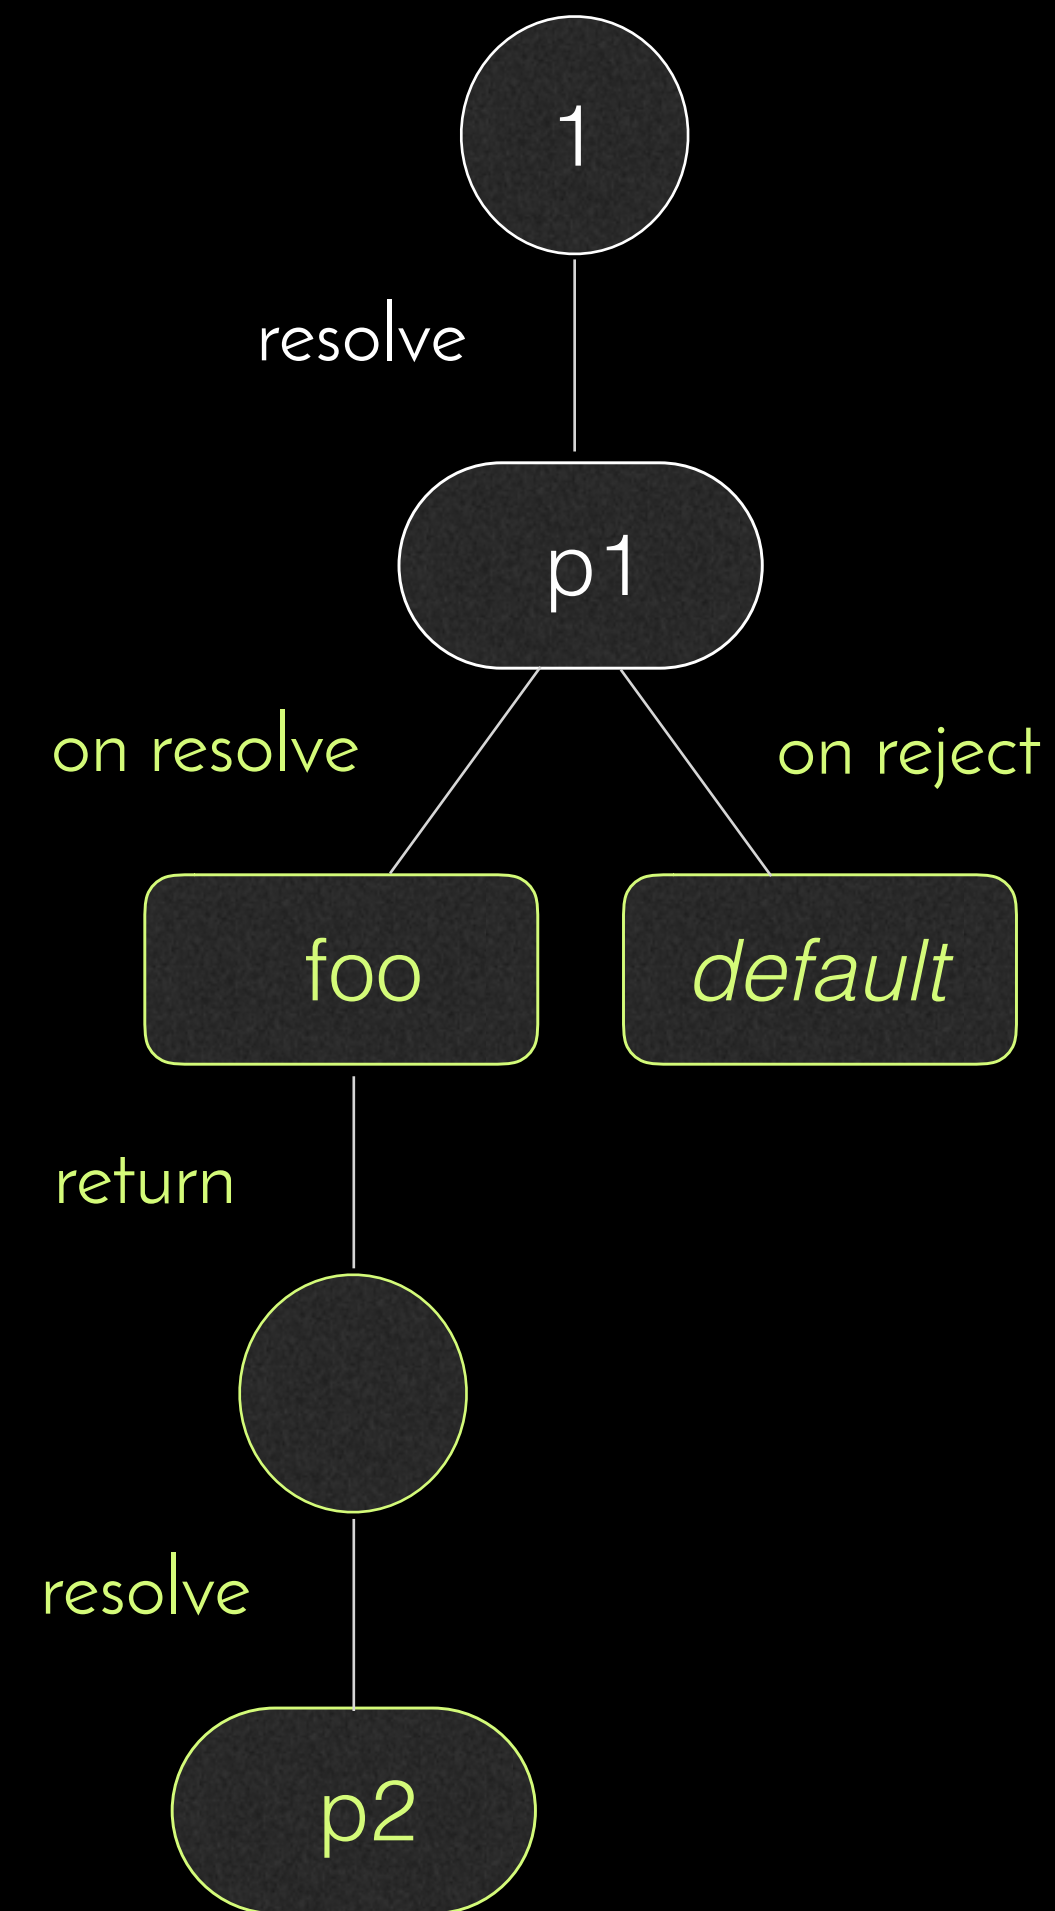 1
resolve
p1
on resolve
on reject
foo
default
return
resolve
p2